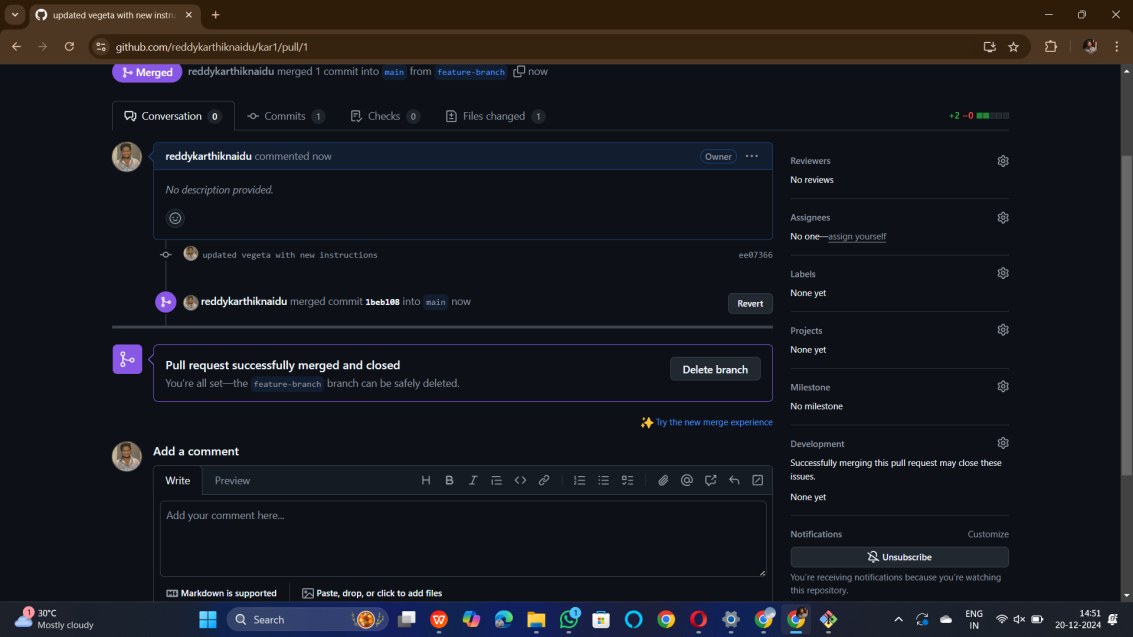 updated vegeta with new instru
github.com/reddykarthiknaidu/kar1/pull/1
Merged reddykarthiknaidu merged 1 commit into main from feature-branch now
Conversation 0 Commits 1 Checks 0 Files changed 1 +2 −0
reddykarthiknaidu commented now Owner
No description provided.
updated vegeta with new instructions ee07366
reddykarthiknaidu merged commit 1beb108 into main now Revert
Pull request successfully merged and closed
You're all set—the feature-branch branch can be safely deleted.
Delete branch
Try the new merge experience
Add a comment
Write Preview
Add your comment here...
Markdown is supported Paste, drop, or click to add files
Reviewers
No reviews
Assignees
No one—assign yourself
Labels
None yet
Projects
None yet
Milestone
No milestone
Development
Successfully merging this pull request may close these
issues.
None yet
Notifications Customize
Unsubscribe
You're receiving notifications because you're watching
this repository.
1 30°C
Mostly cloudy
Search
1
ENG
IN
14:51
20-12-2024